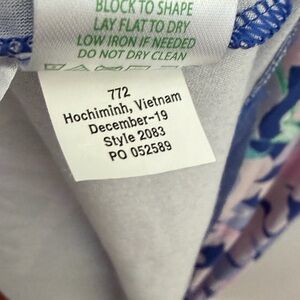 BLOCK TO SHAPE
LAY FLAT TO DRY
LOW IRON IF NEEDED
DO NOT DRY CLEAN
772
Hochiminh, Vietnam
December-19
Style 2083
PO 052589